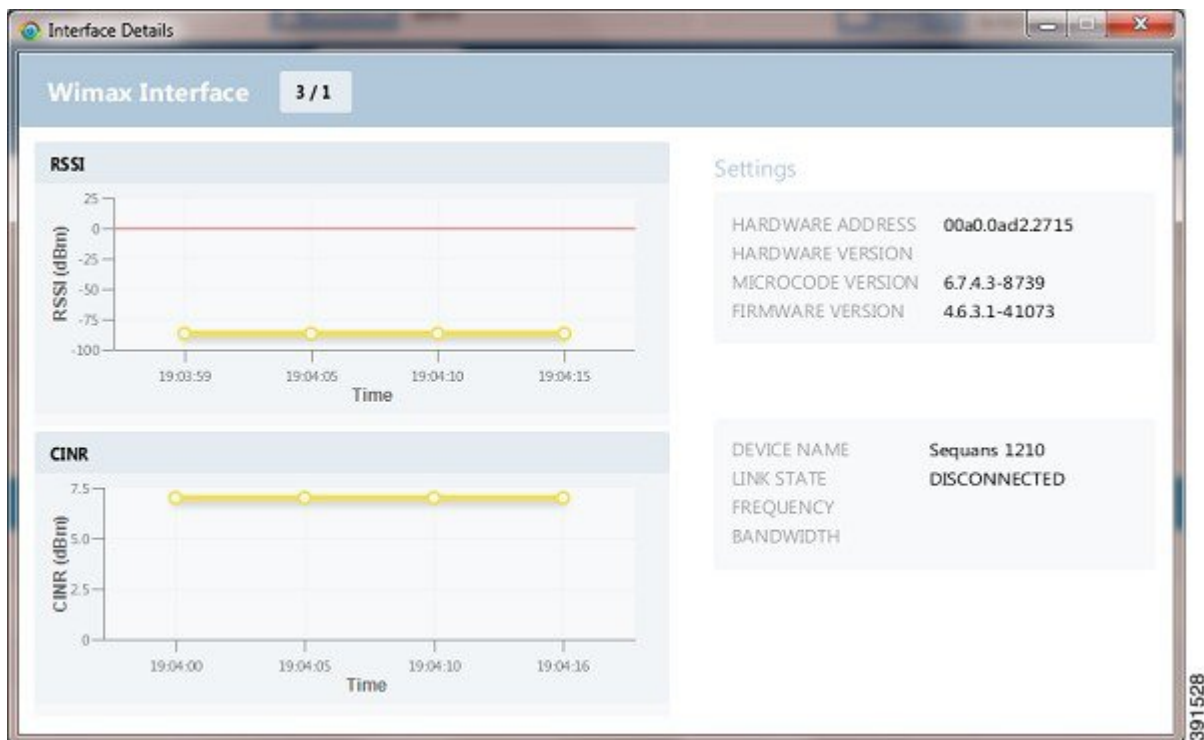 Interface Details
Wimax Interface 3 / 1
RSSI
RSSI (dBm)
25
0
-25
-50
-75
-100
19:03:59 19:04:05 19:04:10 19:04:15
Time
CINR
CINR (dBm)
7.5
5.0
2.5
0
19:04:00 19:04:05 19:04:10 19:04:16
Time
Settings
HARDWARE ADDRESS 00a0.0ad2.2715
HARDWARE VERSION
MICROCODE VERSION 6.7.4.3-8739
FIRMWARE VERSION 4.6.3.1-41073
DEVICE NAME Sequans 1210
LINK STATE DISCONNECTED
FREQUENCY
BANDWIDTH
391528